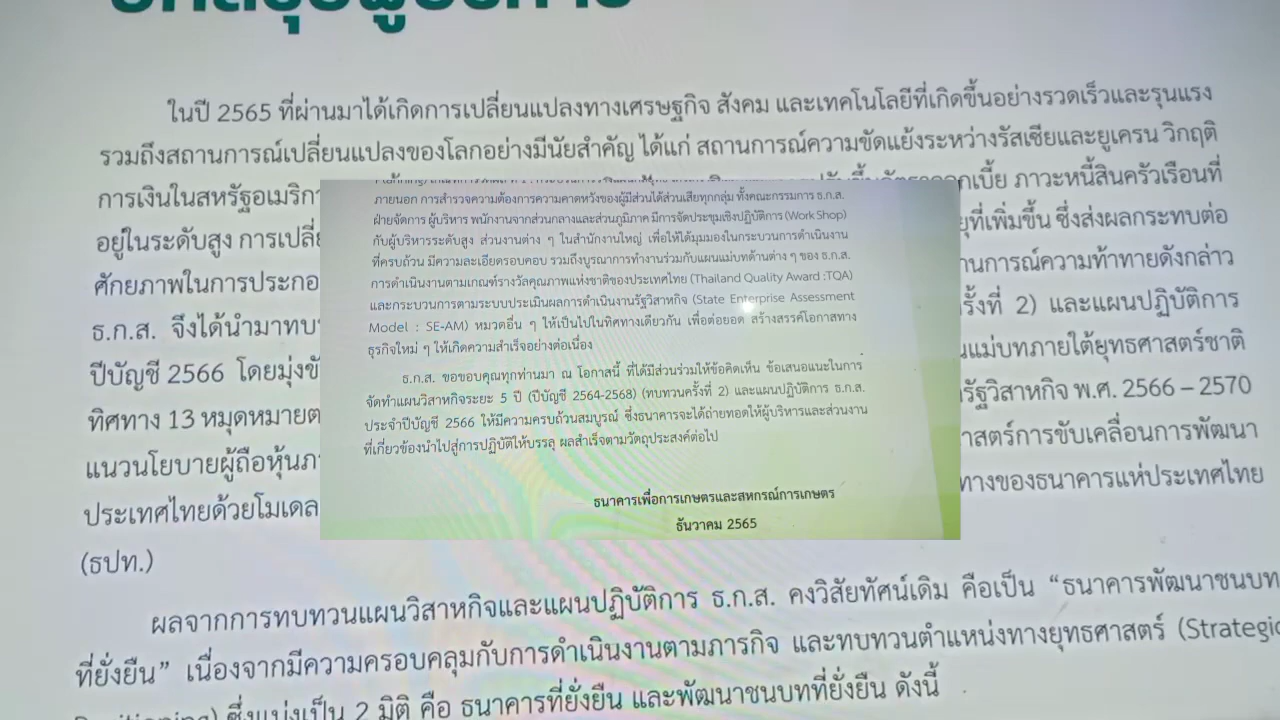 ในปี 2565 ที่ผ่านมาได้เกิดการเปลี่ยนแปลงทางเศรษฐกิจ สังคม และเทคโนโลยีที่เกิดขึ้นอย่างรวดเร็วและรุนแรง
รวมถึงสถานการณ์เปลี่ยนแปลงของโลกอย่างมีนัยสำคัญ ได้แก่ สถานการณ์ความขัดแย้งระหว่างรัสเซียและยูเครน วิกฤติ
การเงินในสหรัฐอเมริกา ภาวะหนี้สินครัวเรือนที่
อยู่ในระดับสูง การเปลี่ ที่เพิ่มขึ้น ซึ่งส่งผลกระทบต่อ
ศักยภาพในการประกอ านการณ์ความท้าทายดังกล่าว
ธ.ก.ส. จึงได้นำมาทบ รั้งที่ 2) และแผนปฏิบัติการ
ปีบัญชี 2566 โดยมุ่งขั นแม่บทภายใต้ยุทธศาสตร์ชาติ
ทิศทาง 13 หมุดหมายต รัฐวิสาหกิจ พ.ศ. 2566 – 2570
แนวนโยบายผู้ถือหุ้นภ าสตร์การขับเคลื่อนการพัฒนา
ประเทศไทยด้วยโมเดล ทางของธนาคารแห่งประเทศไทย
(ธปท.)
ผลจากการทบทวนแผนวิสาหกิจและแผนปฏิบัติการ ธ.ก.ส. คงวิสัยทัศน์เดิม คือเป็น “ธนาคารพัฒนาชนบท
ที่ยั่งยืน” เนื่องจากมีความครอบคลุมกับการดำเนินงานตามภารกิจ และทบทวนตำแหน่งทางยุทธศาสตร์ (Strategic
ซึ่งแบ่งเป็น 2 มิติ คือ ธนาคารที่ยั่งยืน และพัฒนาชนบทที่ยั่งยืน ดังนี้
ภายนอก การสำรวจความต้องการความคาดหวังของผู้มีส่วนได้ส่วนเสียทุกกลุ่ม ทั้งคณะกรรมการ ธ.ก.ส.
ฝ่ายจัดการ ผู้บริหาร พนักงานจากส่วนกลางและส่วนภูมิภาค มีการจัดประชุมเชิงปฏิบัติการ (Work Shop)
กับผู้บริหารระดับสูง ส่วนงานต่าง ๆ ในสำนักงานใหญ่ เพื่อให้ได้มุมมองในกระบวนการดำเนินงาน
ที่ครบถ้วน มีความละเอียดรอบคอบ รวมถึงบูรณาการทำงานร่วมกับแผนแม่บทด้านต่าง ๆ ของ ธ.ก.ส.
การดำเนินงานตามเกณฑ์รางวัลคุณภาพแห่งชาติของประเทศไทย (Thailand Quality Award :TQA)
และกระบวนการตามระบบประเมินผลการดำเนินงานรัฐวิสาหกิจ (State Enterprise Assessment
Model : SE-AM) หมวดอื่น ๆ ให้เป็นไปในทิศทางเดียวกัน เพื่อต่อยอด สร้างสรรค์โอกาสทาง
ธุรกิจใหม่ ๆ ให้เกิดความสำเร็จอย่างต่อเนื่อง
ธ.ก.ส. ขอขอบคุณทุกท่านมา ณ โอกาสนี้ ที่ได้มีส่วนร่วมให้ข้อคิดเห็น ข้อเสนอแนะในการ
จัดทำแผนวิสาหกิจระยะ 5 ปี (ปีบัญชี 2564-2568) (ทบทวนครั้งที่ 2) และแผนปฏิบัติการ ธ.ก.ส.
ประจำปีบัญชี 2566 ให้มีความครบถ้วนสมบูรณ์ ซึ่งธนาคารจะได้ถ่ายทอดให้ผู้บริหารและส่วนงาน
ที่เกี่ยวข้องนำไปสู่การปฏิบัติให้บรรลุ ผลสำเร็จตามวัตถุประสงค์ต่อไป
ธนาคารเพื่อการเกษตรและสหกรณ์การเกษตร
ธันวาคม 2565